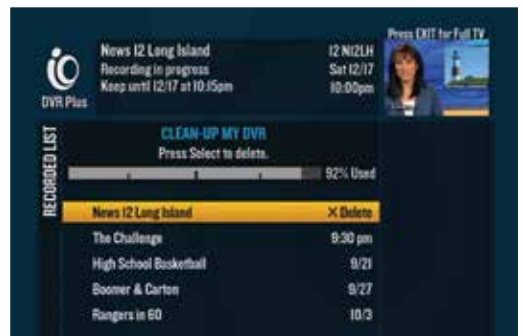 Press EXIT for Full TV
iO
DVR Plus
News 12 Long Island
12 N12LH
Recording in progress
Sat 12/17
Keep until 12/17 at 10:15pm
10:00pm
RECORDED LIST
CLEAN-UP MY DVR
Press Select to delete.
92% Used
News 12 Long Island
X Delete
The Challenge
9:30 pm
High School Basketball
9/21
Boomer & Carton
9/27
Rangers in 60
10/3